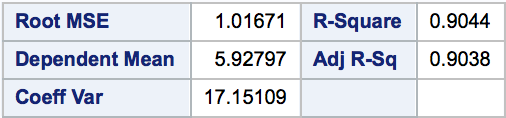 Root MSE 1.01671 R-Square 0.9044
Dependent Mean 5.92797 Adj R-Sq 0.9038
Coeff Var 17.15109